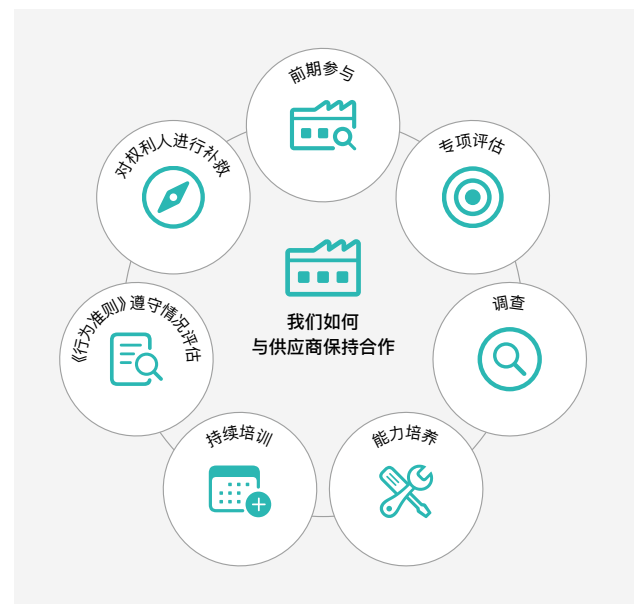 前期参与
专项评估
调查
能力培养
持续培训
《行为准则》遵守情况评估
对权利人进行补救
我们如何
与供应商保持合作